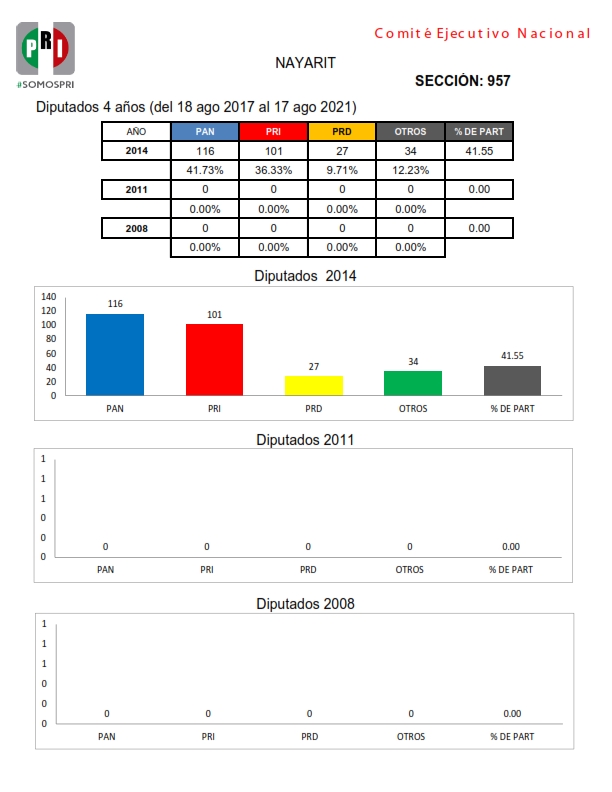 Comité Ejecutivo Nacional
PRI
#SOMOSPRI
NAYARIT
SECCIÓN: 957
Diputados 4 años (del 18 ago 2017 al 17 ago 2021)
AÑO PAN PRI PRD OTROS % DE PART
2014 116 101 27 34 41.55
41.73% 36.33% 9.71% 12.23%
2011 0 0 0 0 0.00
0.00% 0.00% 0.00% 0.00%
2008 0 0 0 0 0.00
0.00% 0.00% 0.00% 0.00%
Diputados 2014
140
120
100
80
60
40
20
0
116 101 27 34 41.55
PAN PRI PRD OTROS % DE PART
Diputados 2011
1
1
1
0
0
0
0 0 0 0 0.00
PAN PRI PRD OTROS % DE PART
Diputados 2008
1
1
1
0
0
0
0 0 0 0 0.00
PAN PRI PRD OTROS % DE PART